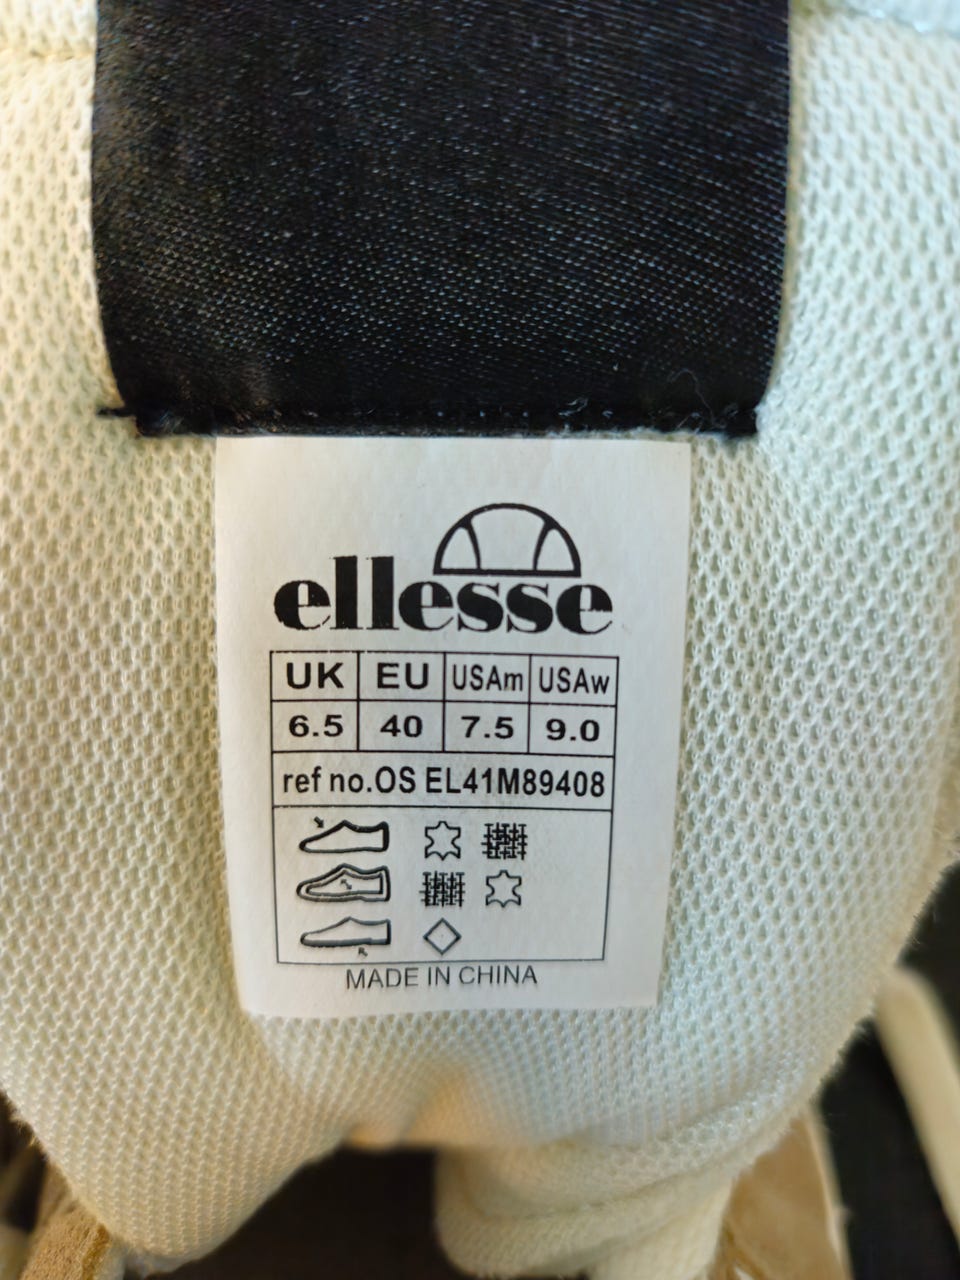 ellesse
UK EU USAm USAw
6.5 40 7.5 9.0
ref no.OS EL41M89408
MADE IN CHINA